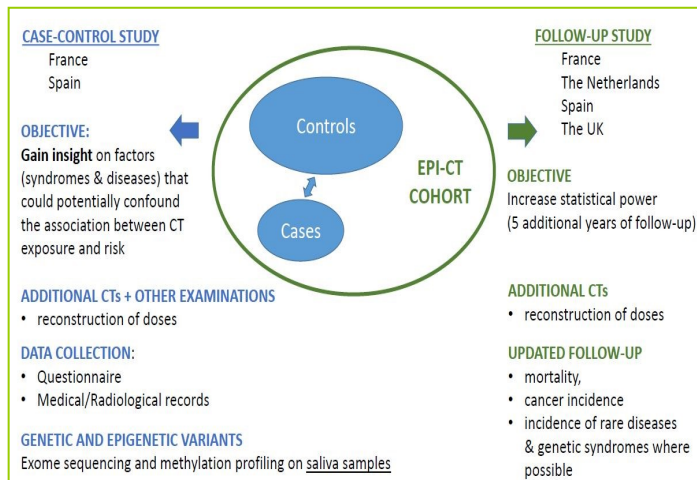 CASE-CONTROL STUDY
France
Spain
OBJECTIVE:
Gain insight on factors
(syndromes & diseases) that
could potentially confound
the association between CT
exposure and risk
ADDITIONAL CTs + OTHER EXAMINATIONS
• reconstruction of doses
DATA COLLECTION:
• Questionnaire
• Medical/Radiological records
GENETIC AND EPIGENETIC VARIANTS
Exome sequencing and methylation profiling on saliva samples
Controls
Cases
EPI-CT
COHORT
FOLLOW-UP STUDY
France
The Netherlands
Spain
The UK
OBJECTIVE
Increase statistical power
(5 additional years of follow-up)
ADDITIONAL CTs
• reconstruction of doses
UPDATED FOLLOW-UP
• mortality,
• cancer incidence
• incidence of rare diseases
& genetic syndromes where
possible